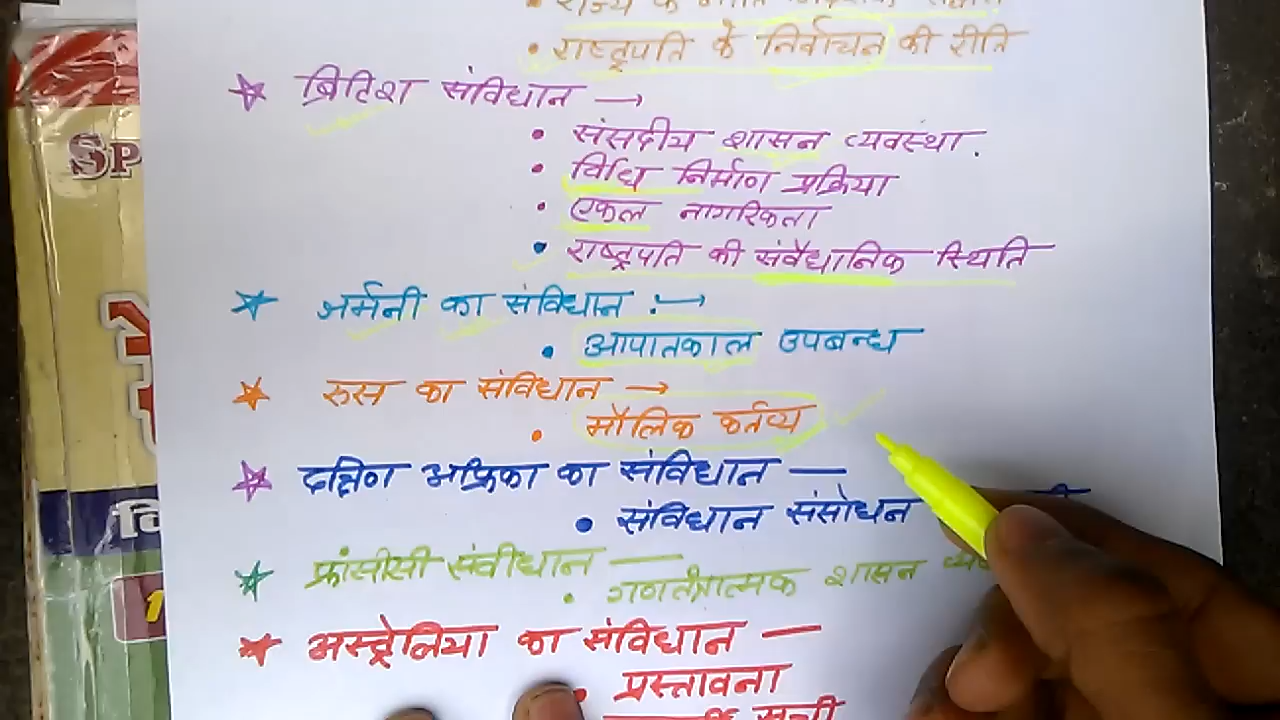 राष्ट्रपति के निर्वाचन की रीति
ब्रिटिश संविधान →
• संसदीय शासन व्यवस्था.
• विधि निर्माण प्रक्रिया
• एकल नागरिकता
• राष्ट्रपति की संवैधानिक स्थिति
जर्मनी का संविधान :→
• आपातकाल उपबन्ध
रुस का संविधान →
• मौलिक कर्तव्य
दक्षिण अफ्रिका का संविधान —
• संविधान संसोधन
फ्रांसीसी संवीधान —
• गणतंत्रात्मक शासन
अस्ट्रेलिया का संविधान —
• प्रस्तावना
सूची
SP